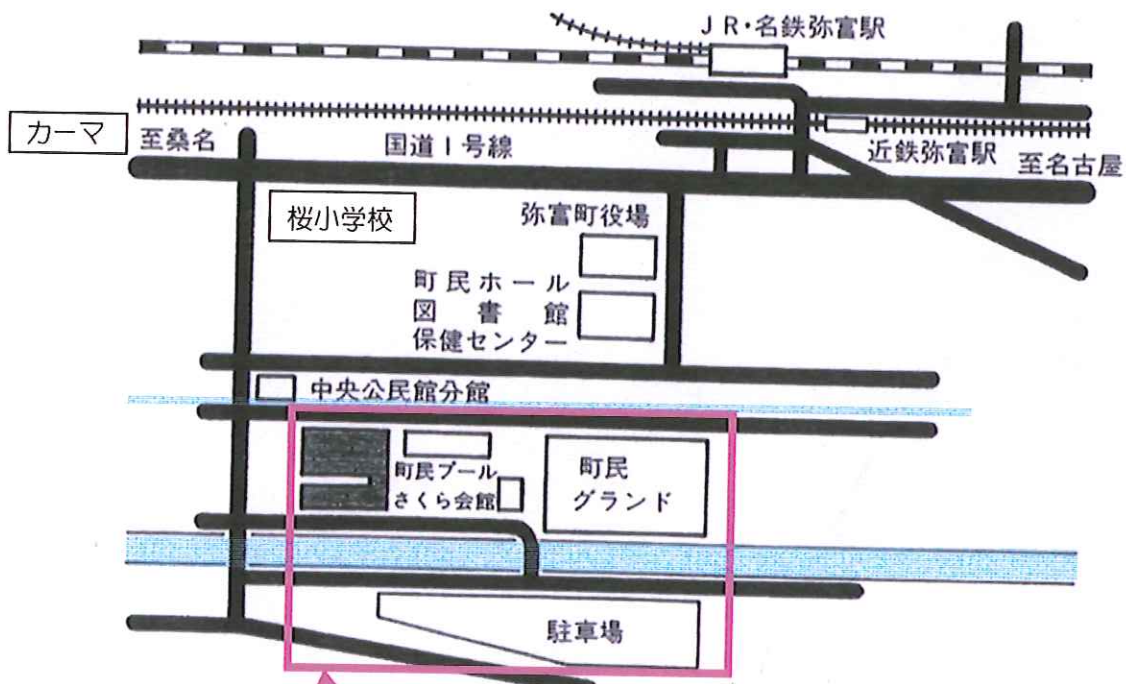 JR・名鉄弥富駅
カーマ
至桑名
国道1号線
近鉄弥富駅
至名古屋
桜小学校
弥富町役場
町民ホール
図書館
保健センター
中央公民館分館
町民プール
さくら会館
町民
グランド
駐車場